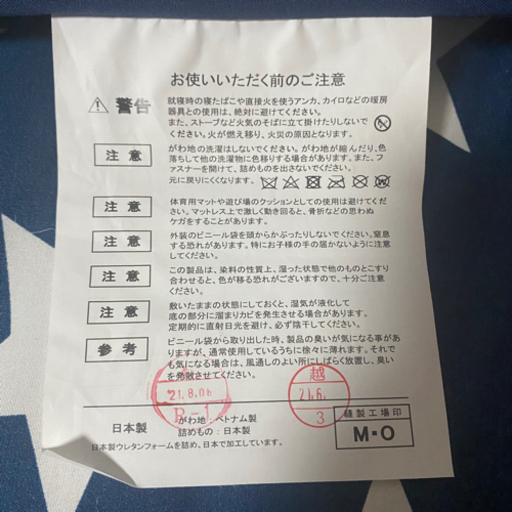 お使いいただく前のご注意
警告
就寝時の寝たばこや直接火を使うアンカ、カイロなどの暖房
器具との使用は、絶対に避けてください。
また、ストーブなど火気のそばに立て掛けたりしないで
ください。火が燃え移り、火災の原因となります。
注意
がわ地の洗濯はしないでください。がわ地が縮んだり、色
落ちして他の洗濯物に色移りする場合があります。また、フ
ァスナーを開けて、詰めものを出さないでください。
元に戻りにくくなります。
注意
体育用マットや遊び場のクッションとしての使用は避けてくだ
さい。マットレス上で激しく動き回ると、骨折などの思わぬ
ケガをすることがあります。
注意
外装のビニール袋を頭からかぶったりしないでください。窒息
する恐れがあります。特にお子様の手の届かないように注意
してください。
注意
この製品は、染料の性質上、湿った状態で他のものとこすり
合わせると、色が移る恐れがございますので、十分ご注意
ください。
注意
敷いたままの状態にしておくと、湿気が液化して
底の部分に溜まりカビを発生させる場合があります。
定期的に直射日光を避け、必ず陰干してください。
参考
ビニール袋から取り出した時、製品の臭いが気になる事があ
りますが、通常使用しているうちに徐々に薄れます。それで
も気になる場合は、風通しのよい所にしばらく放置し、臭い
を発散させてください。
21.8.06
B-1
越
21.6.
3
日本製
がわ地:ベトナム製
詰めもの:日本製
日本製ウレタンフォームを詰め、日本で加工しています。
縫製工場印
M・O